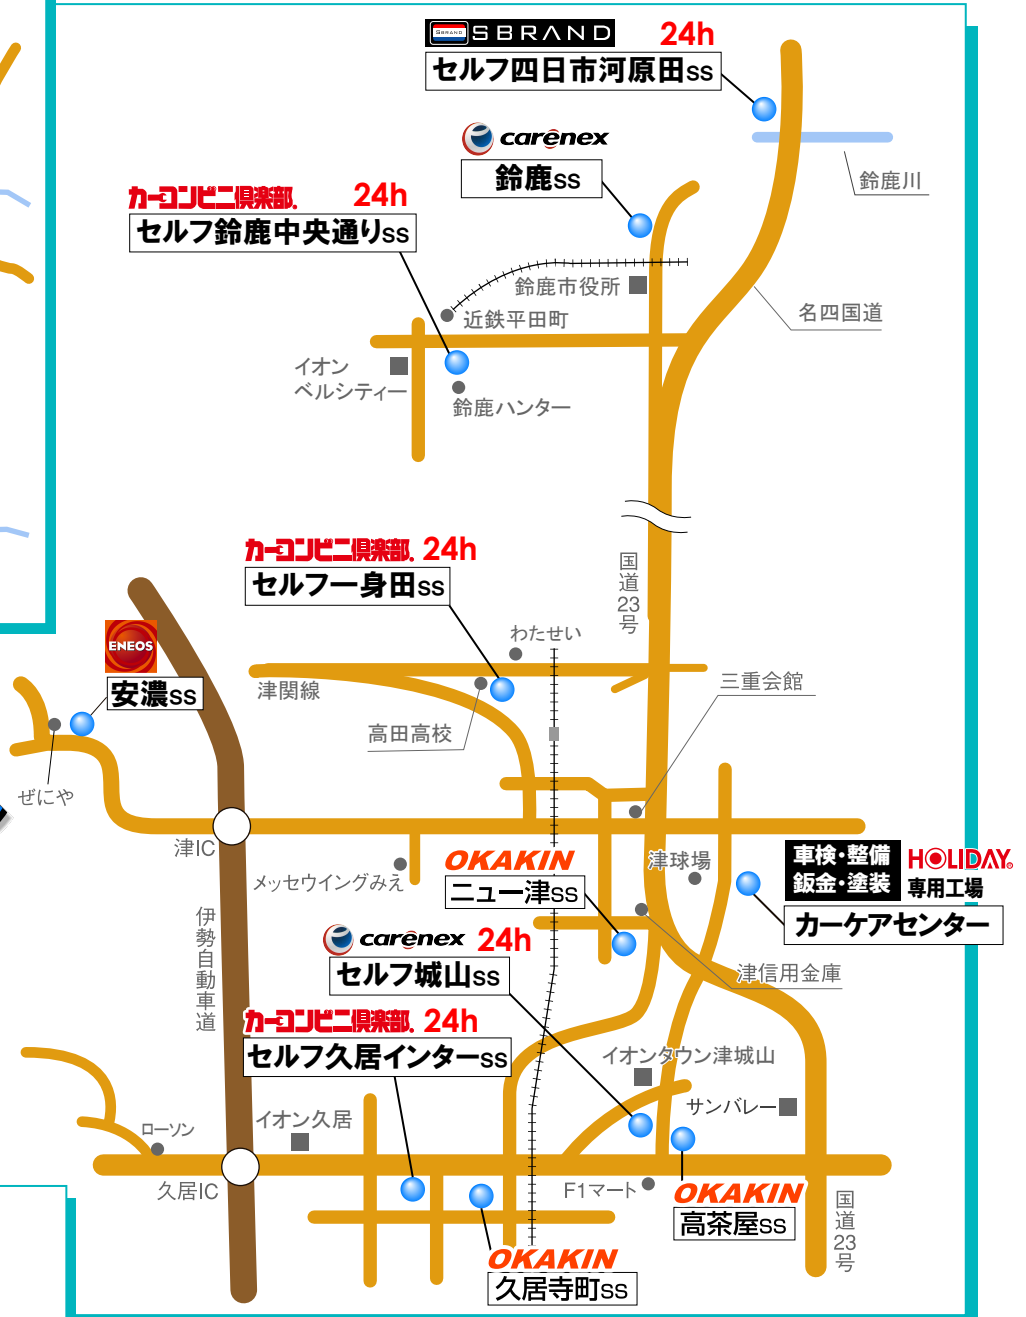 SBRAND SBRAND 24h
セルフ四日市河原田SS
carenex
鈴鹿SS
鈴鹿川
カーコンビニ倶楽部. 24h
セルフ鈴鹿中央通りSS
鈴鹿市役所
近鉄平田町
名四国道
イオン
ベルシティー
鈴鹿ハンター
カーコンビニ倶楽部. 24h
セルフ一身田SS
国道23号
わたせい
ENEOS
安濃SS
津関線
三重会館
高田高校
ぜにや
津IC
メッセウイングみえ
OKAKIN
ニュー津SS
津球場
車検・整備
鈑金・塗装
HOLIDAY
専用工場
カーケアセンター
carenex 24h
セルフ城山SS
津信用金庫
伊勢自動車道
カーコンビニ倶楽部. 24h
セルフ久居インターSS
イオンタウン津城山
サンバレー
イオン久居
ローソン
久居IC
F1マート
OKAKIN
高茶屋SS
国道23号
OKAKIN
久居寺町SS